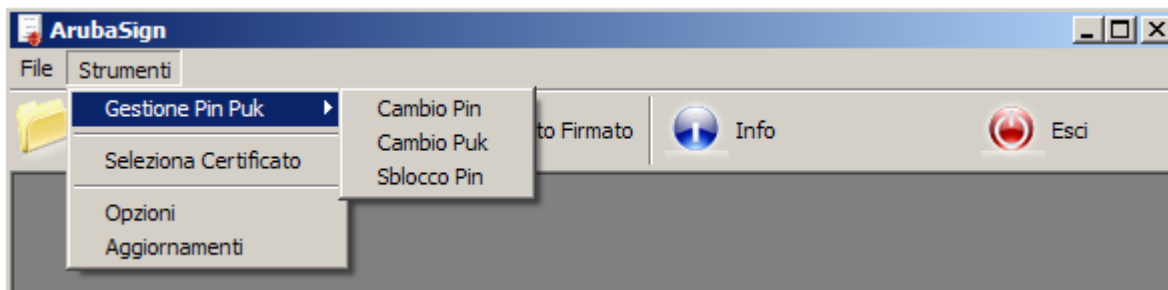 ArubaSign
File Strumenti
Gestione Pin Puk
Cambio Pin
Cambio Puk
Sblocco Pin
Seleziona Certificato
Opzioni
Aggiornamenti
Firmato
Info
Esci